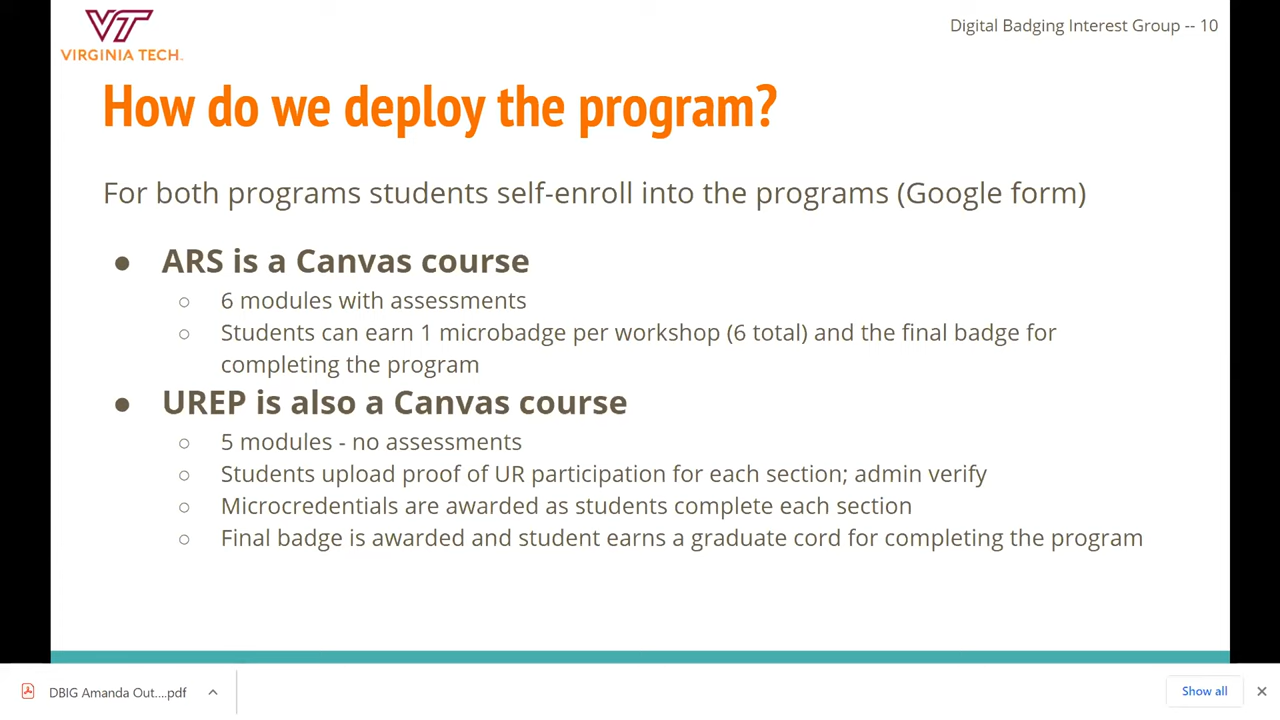 VT
VIRGINIA TECH.
Digital Badging Interest Group -- 10
How do we deploy the program?
For both programs students self-enroll into the programs (Google form)
● ARS is a Canvas course
○ 6 modules with assessments
○ Students can earn 1 microbadge per workshop (6 total) and the final badge for
completing the program
● UREP is also a Canvas course
○ 5 modules - no assessments
○ Students upload proof of UR participation for each section; admin verify
○ Microcredentials are awarded as students complete each section
○ Final badge is awarded and student earns a graduate cord for completing the program
DBIG Amanda Out....pdf
Show all